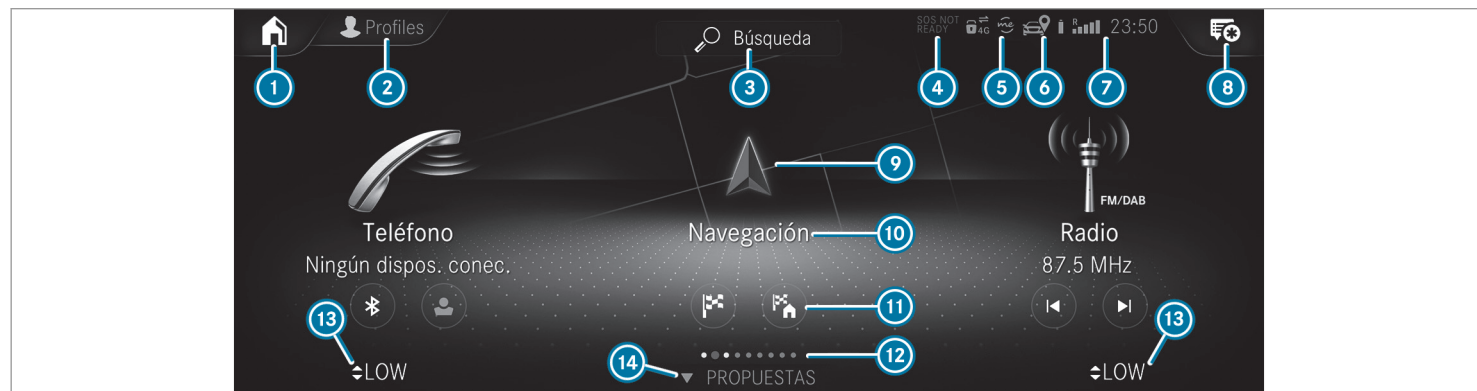 Profiles
Búsqueda
SOS NOT
READY
4G
me
R
23:50
1
2
3
4
5
6
7
8
9
FM/DAB
Teléfono
Navegación
10
Radio
Ningún dispos. conec.
87.5 MHz
11
13
13
12
14
LOW
PROPUESTAS
LOW